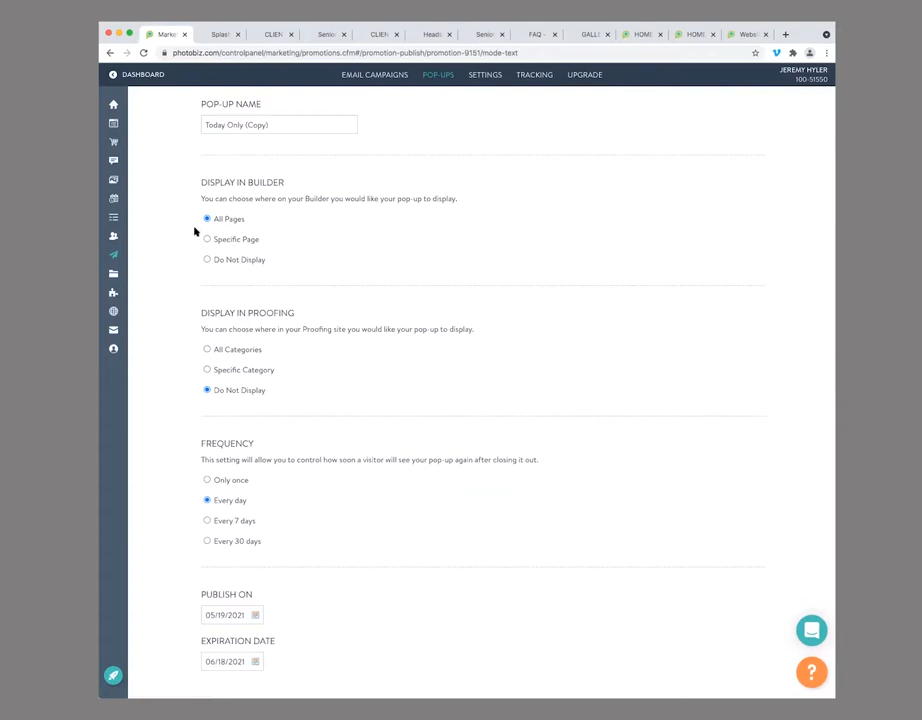 Market
Splas
CLIEN
Senio
CLIEN
Heads
Senio
FAQ -
GALL
HOME
HOME
Websi
photobiz.com/controlpanel/marketing/promotions.cfm#/promotion-publish/promotion-9151/mode-text
DASHBOARD
EMAIL CAMPAIGNS
POP-UPS
SETTINGS
TRACKING
UPGRADE
JEREMY HYLER
100-51550
POP-UP NAME
Today Only (Copy)
DISPLAY IN BUILDER
You can choose where on your Builder you would like your pop-up to display.
All Pages
Specific Page
Do Not Display
DISPLAY IN PROOFING
You can choose where in your Proofing site you would like your pop-up to display.
All Categories
Specific Category
Do Not Display
FREQUENCY
This setting will allow you to control how soon a visitor will see your pop-up again after closing it out.
Only once
Every day
Every 7 days
Every 30 days
PUBLISH ON
05/19/2021
EXPIRATION DATE
06/18/2021
?